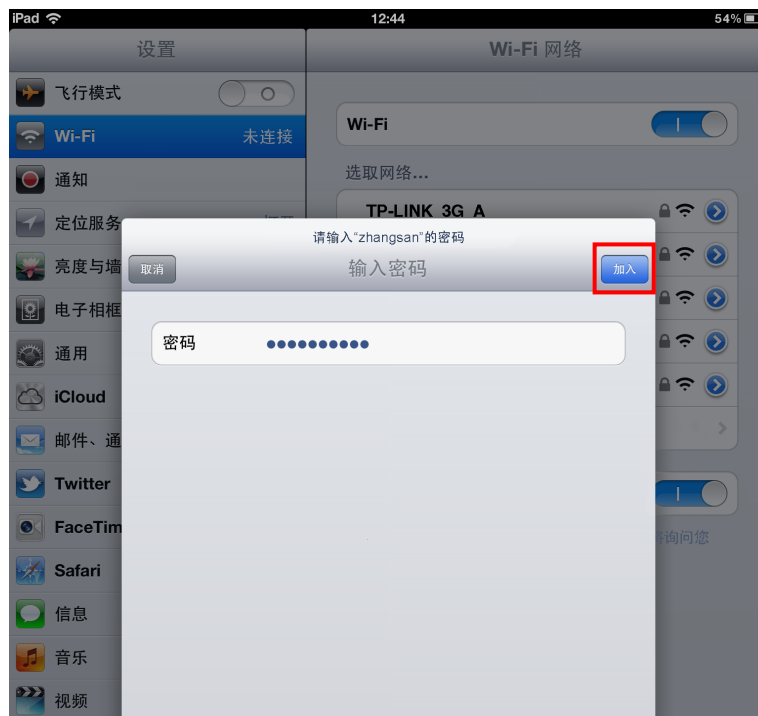 iPad
12:44
54%
设置
Wi-Fi 网络
飞行模式
Wi-Fi
未连接
Wi-Fi
通知
选取网络...
定位服务
TP-LINK_3G_A
请输入“zhangsan”的密码
亮度与墙
取消
输入密码
加入
电子相框
密码
通用
iCloud
邮件、通
Twitter
FaceTim
询问您
Safari
信息
音乐
视频